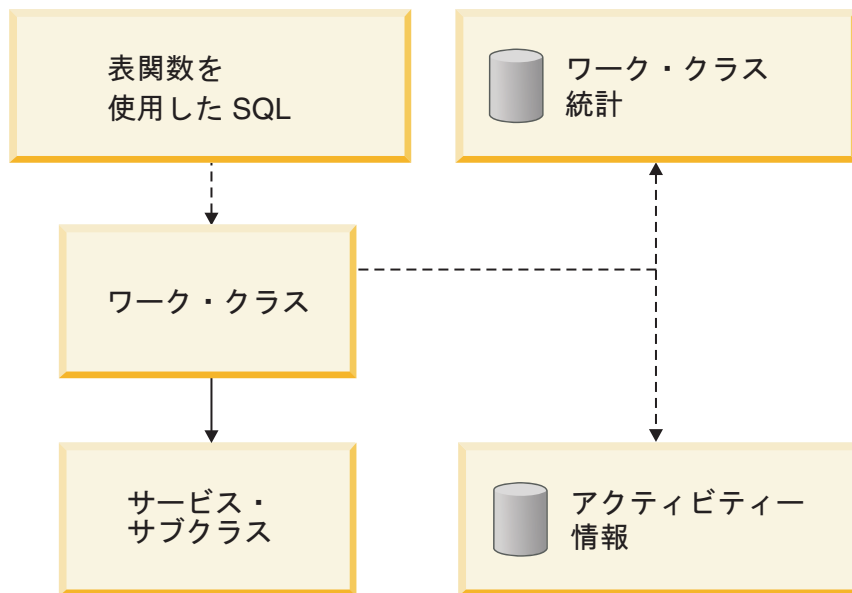 表関数を
使用した SQL
ワーク・クラス
統計
ワーク・クラス
サービス・
サブクラス
アクティビティー
情報